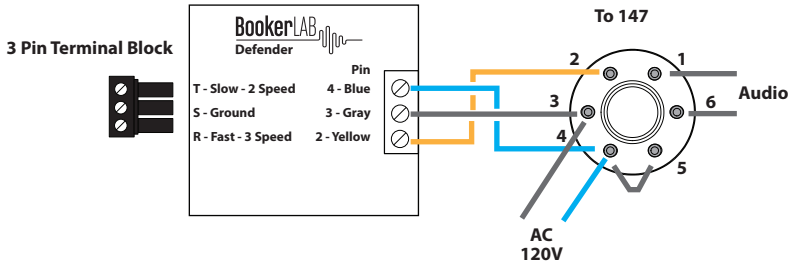 To 147
BookerLAB
Defender
3 Pin Terminal Block
Pin
T - Slow - 2 Speed
4 - Blue
S - Ground
3 - Gray
R - Fast - 3 Speed
2 - Yellow
2
1
3
6
4
5
Audio
AC
120V